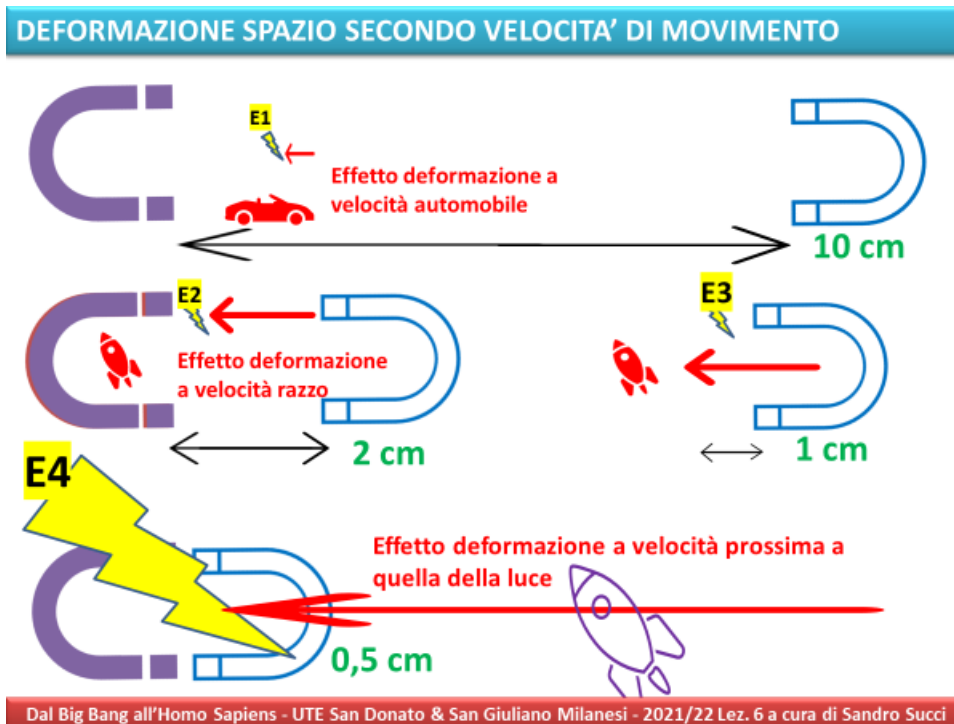 DEFORMAZIONE SPAZIO SECONDO VELOCITA’ DI MOVIMENTO
E1
Effetto deformazione a
velocità automobile
10 cm
E2
Effetto deformazione
a velocità razzo
2 cm
E3
1 cm
E4
Effetto deformazione a velocità prossima a
quella della luce
0,5 cm
Dal Big Bang all’Homo Sapiens - UTE San Donato & San Giuliano Milanesi - 2021/22 Lez. 6 a cura di Sandro Succi